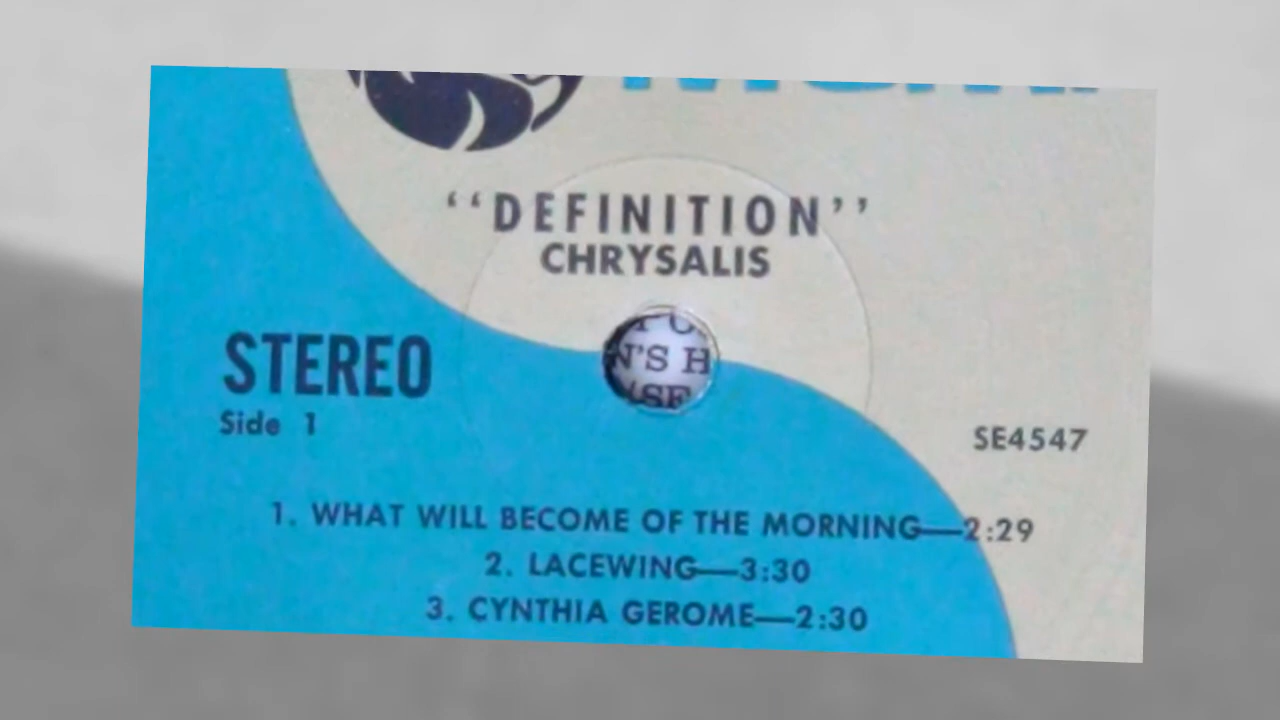 "DEFINITION"
CHRYSALIS
N'S H
STEREO
Side 1
SE4547
1. WHAT WILL BECOME OF THE MORNING—2:29
2. LACEWING—3:30
3. CYNTHIA GEROME—2:30